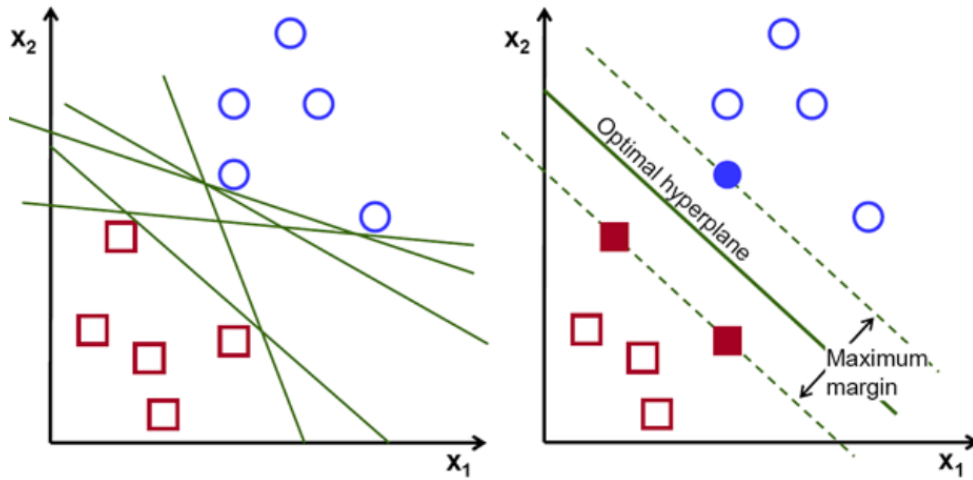 x₂
x₁
x₂
Optimal hyperplane
Maximum
margin
x₁